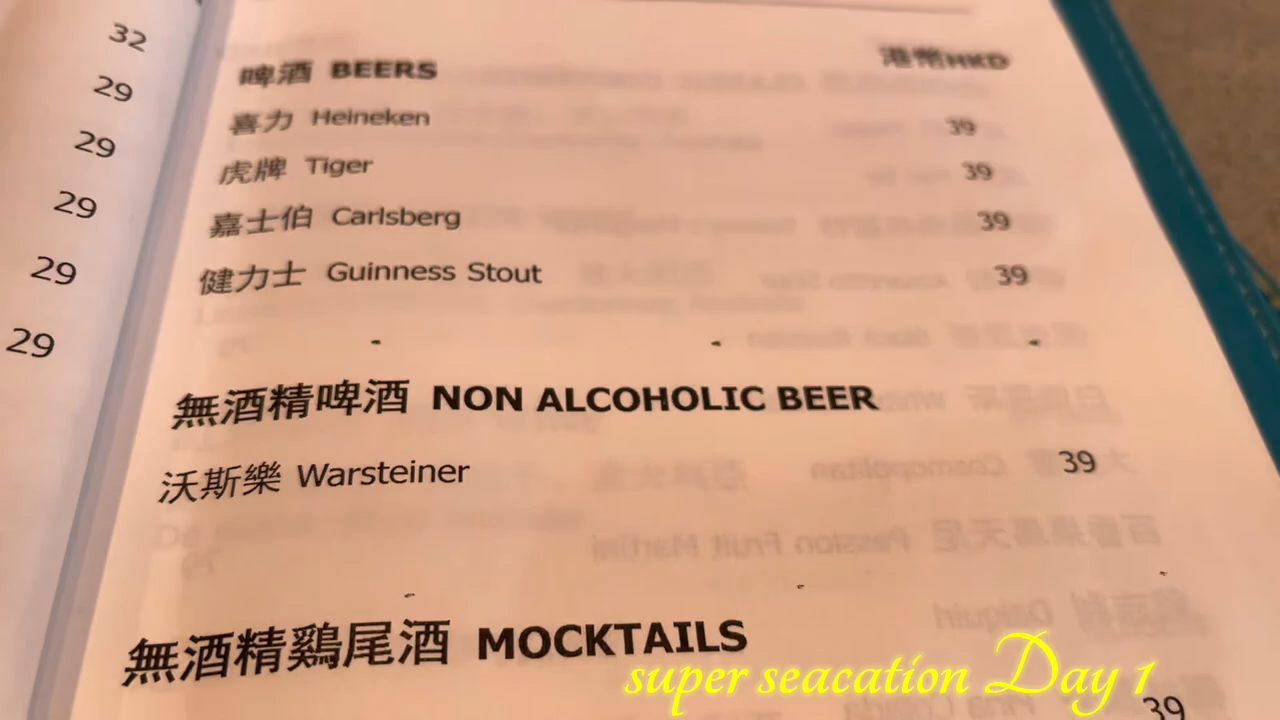 32
29
29
29
29
29
啤酒 BEERS 港幣HKD
喜力 Heineken 39
虎牌 Tiger 39
嘉士伯 Carlsberg 39
健力士 Guinness Stout 39
無酒精啤酒 NON ALCOHOLIC BEER
沃斯樂 Warsteiner 39
無酒精鷄尾酒 MOCKTAILS
39
super seacation Day 1